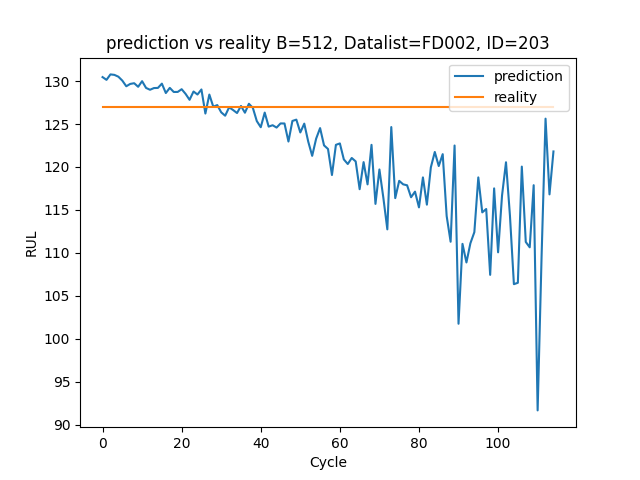 prediction vs reality B=512, Datalist=FD002, ID=203
prediction
reality
RUL
130
125
120
115
110
105
100
95
90
0 20 40 60 80 100
Cycle